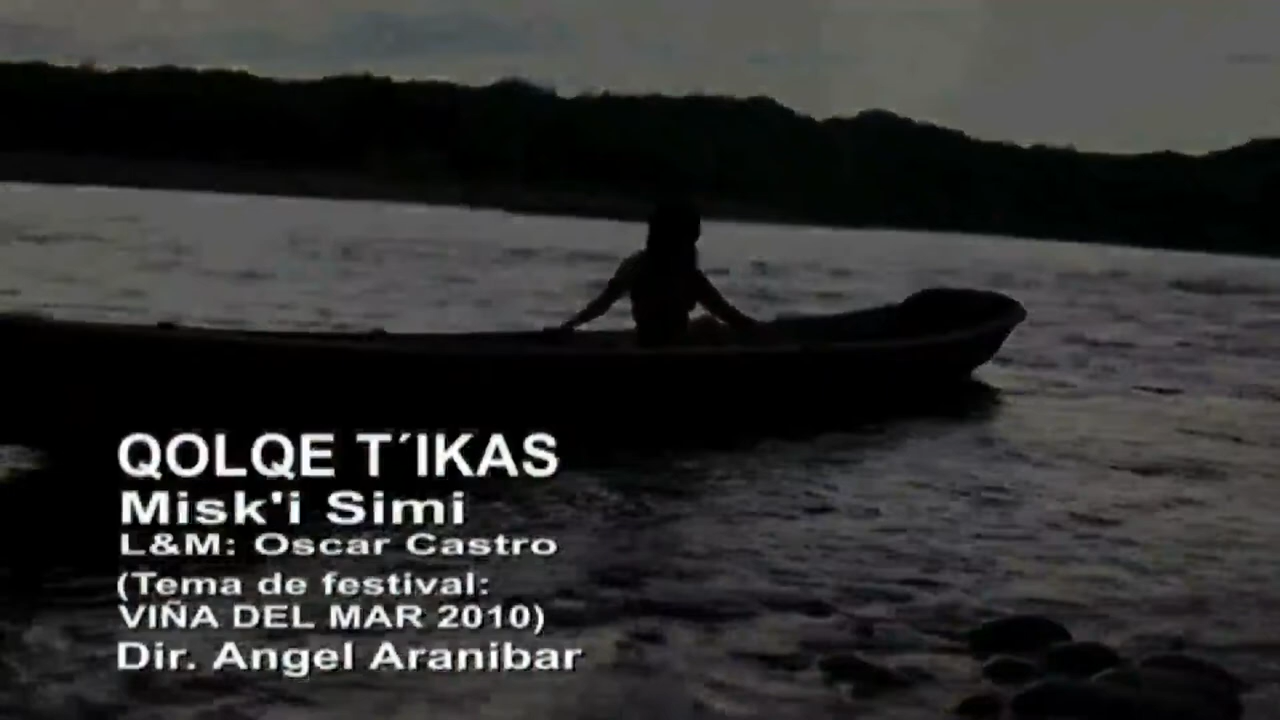 QOLQE T´IKAS
Misk'i Simi
L&M: Oscar Castro
(Tema de festival:
VIÑA DEL MAR 2010)
Dir. Angel Aranibar